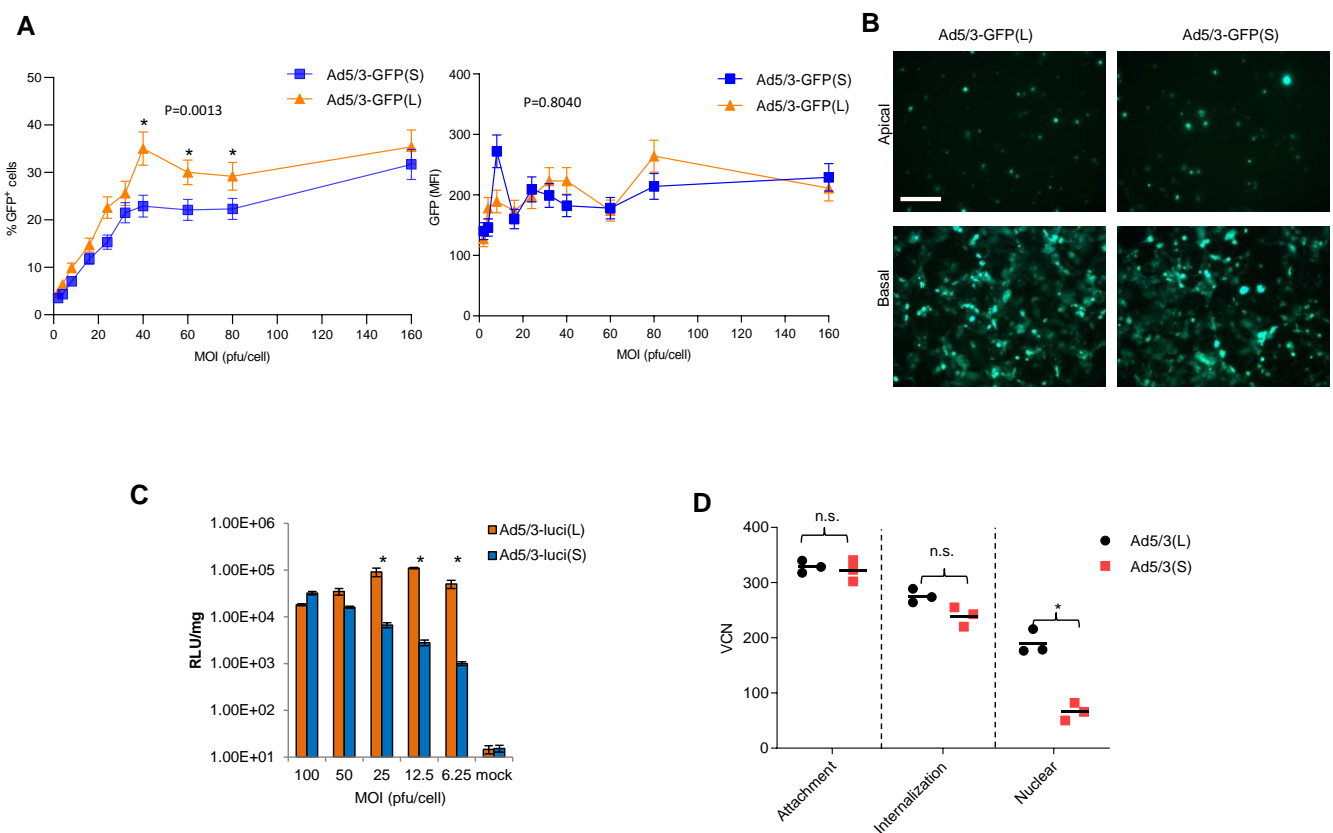 A
50
40
30
20
10
0
% GFP+ cells
0 20 40 60 80 100 120 140 160
MOI (pfu/cell)
P=0.0013
* * *
Ad5/3-GFP(S)
Ad5/3-GFP(L)
400
300
200
100
0
GFP (MFI)
0 20 40 60 80 100 120 140 160
MOI (pfu/cell)
P=0.8040
Ad5/3-GFP(S)
Ad5/3-GFP(L)
B
Ad5/3-GFP(L) Ad5/3-GFP(S)
Apical
Basal
C
1.00E+06
1.00E+05
1.00E+04
1.00E+03
1.00E+02
1.00E+01
RLU/mg
* * *
100 50 25 12.5 6.25 mock
MOI (pfu/cell)
Ad5/3-luci(L)
Ad5/3-luci(S)
D
400
300
200
100
0
VCN
n.s.
n.s.
*
Attachment
Internalization
Nuclear
Ad5/3(L)
Ad5/3(S)